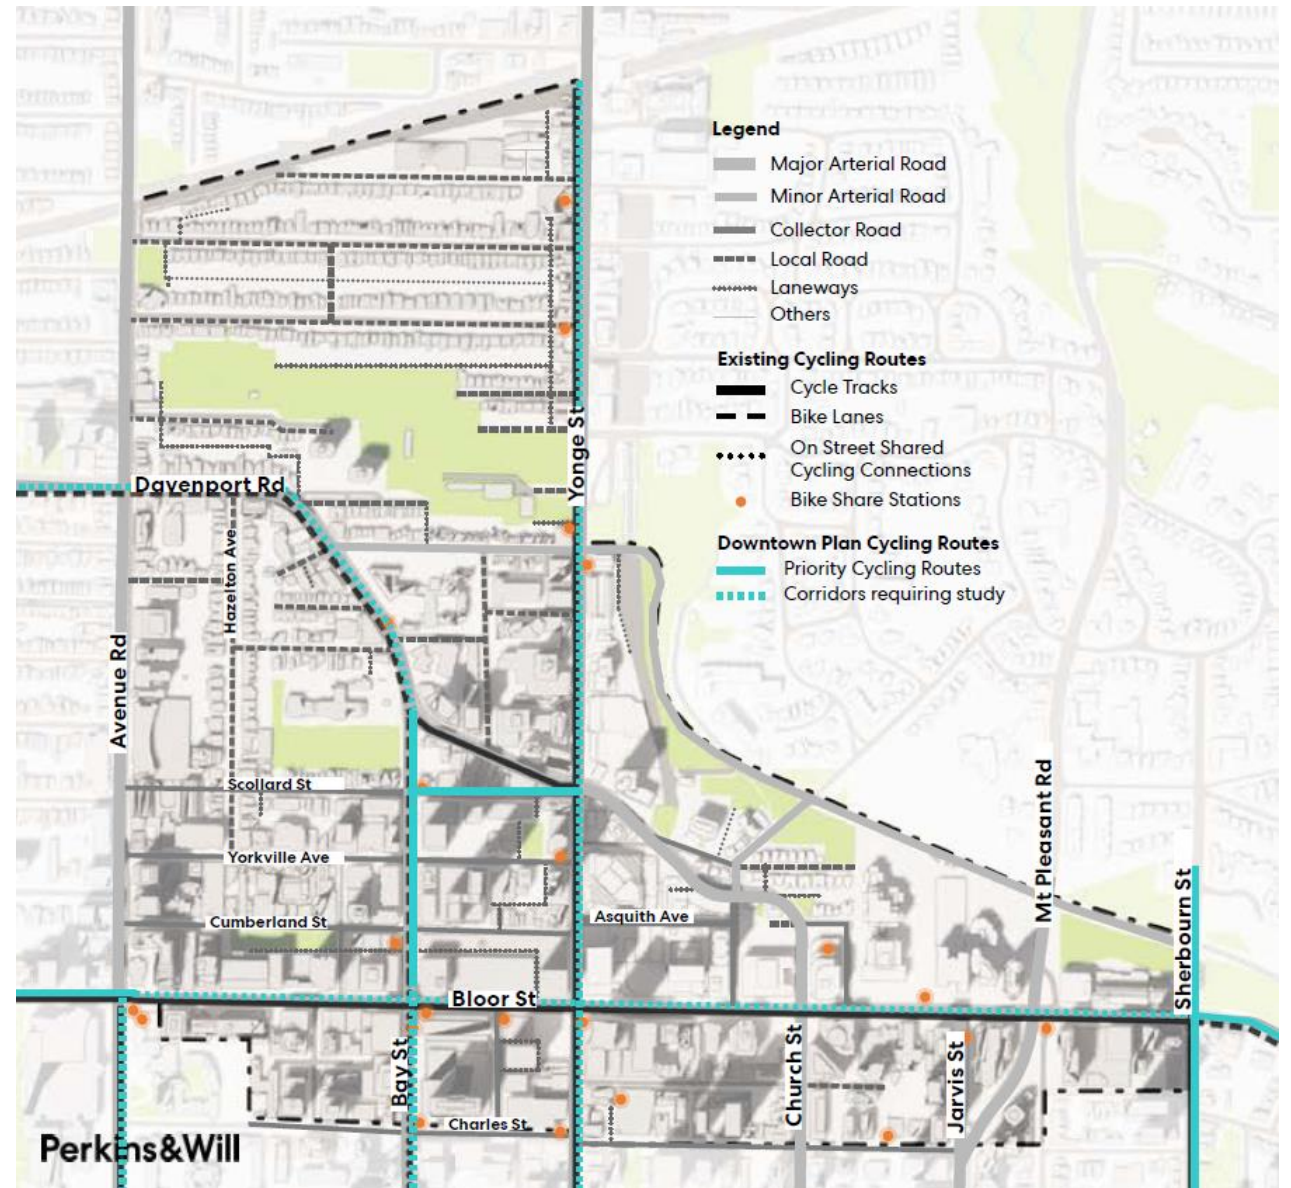 Legend
Major Arterial Road
Minor Arterial Road
Collector Road
Local Road
Laneways
Others
Existing Cycling Routes
Cycle Tracks
Bike Lanes
On Street Shared
Cycling Connections
Bike Share Stations
Downtown Plan Cycling Routes
Priority Cycling Routes
Corridors requiring study
Yonge St
Davenport Rd
Hazelton Ave
Avenue Rd
Scollard St
Yorkville Ave
Cumberland St
Asquith Ave
Mt Pleasant Rd
Sherbourn St
Bloor St
Bay St
Church St
Jarvis St
Charles St
Perkins&Will